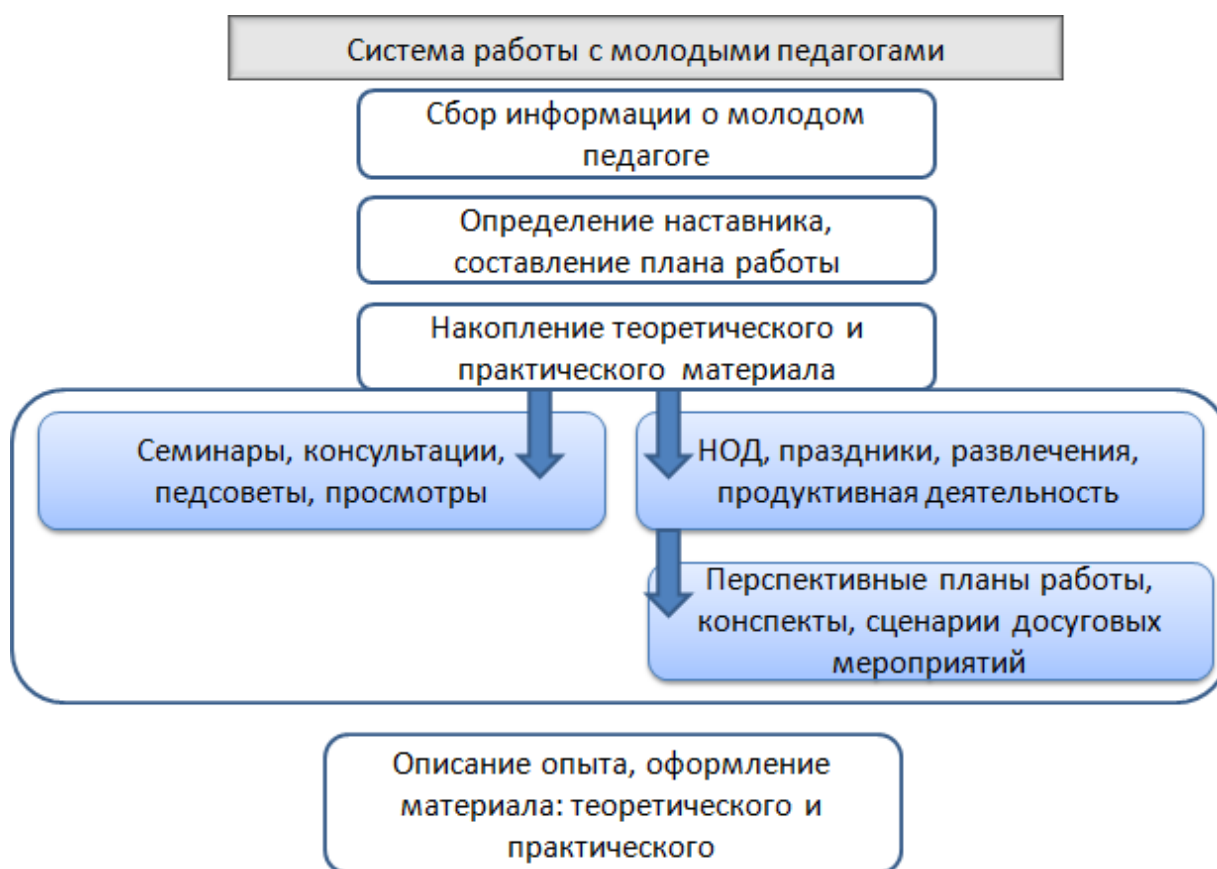 Система работы с молодыми педагогами
Сбор информации о молодом
педагоге
Определение наставника,
составление плана работы
Накопление теоретического и
практического материала
Семинары, консультации,
педсоветы, просмотры
НОД, праздники, развлечения,
продуктивная деятельность
Перспективные планы работы,
конспекты, сценарии досуговых
мероприятий
Описание опыта, оформление
материала: теоретического и
практического